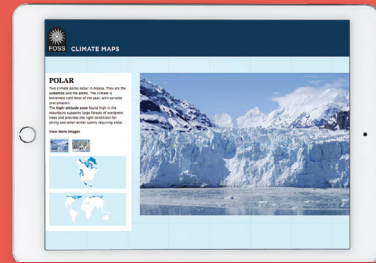 FOSS CLIMATE MAPS
POLAR
Two climate zones occur in Alaska. They are the
subarctic and the arctic. The climate is
extremely cold most of the year, with variable
precipitation.
The high-altitude zone found high in the
mountains supports large forests of evergreen
trees and provides the right conditions for
skiing and other winter sports requiring snow.
View More Images